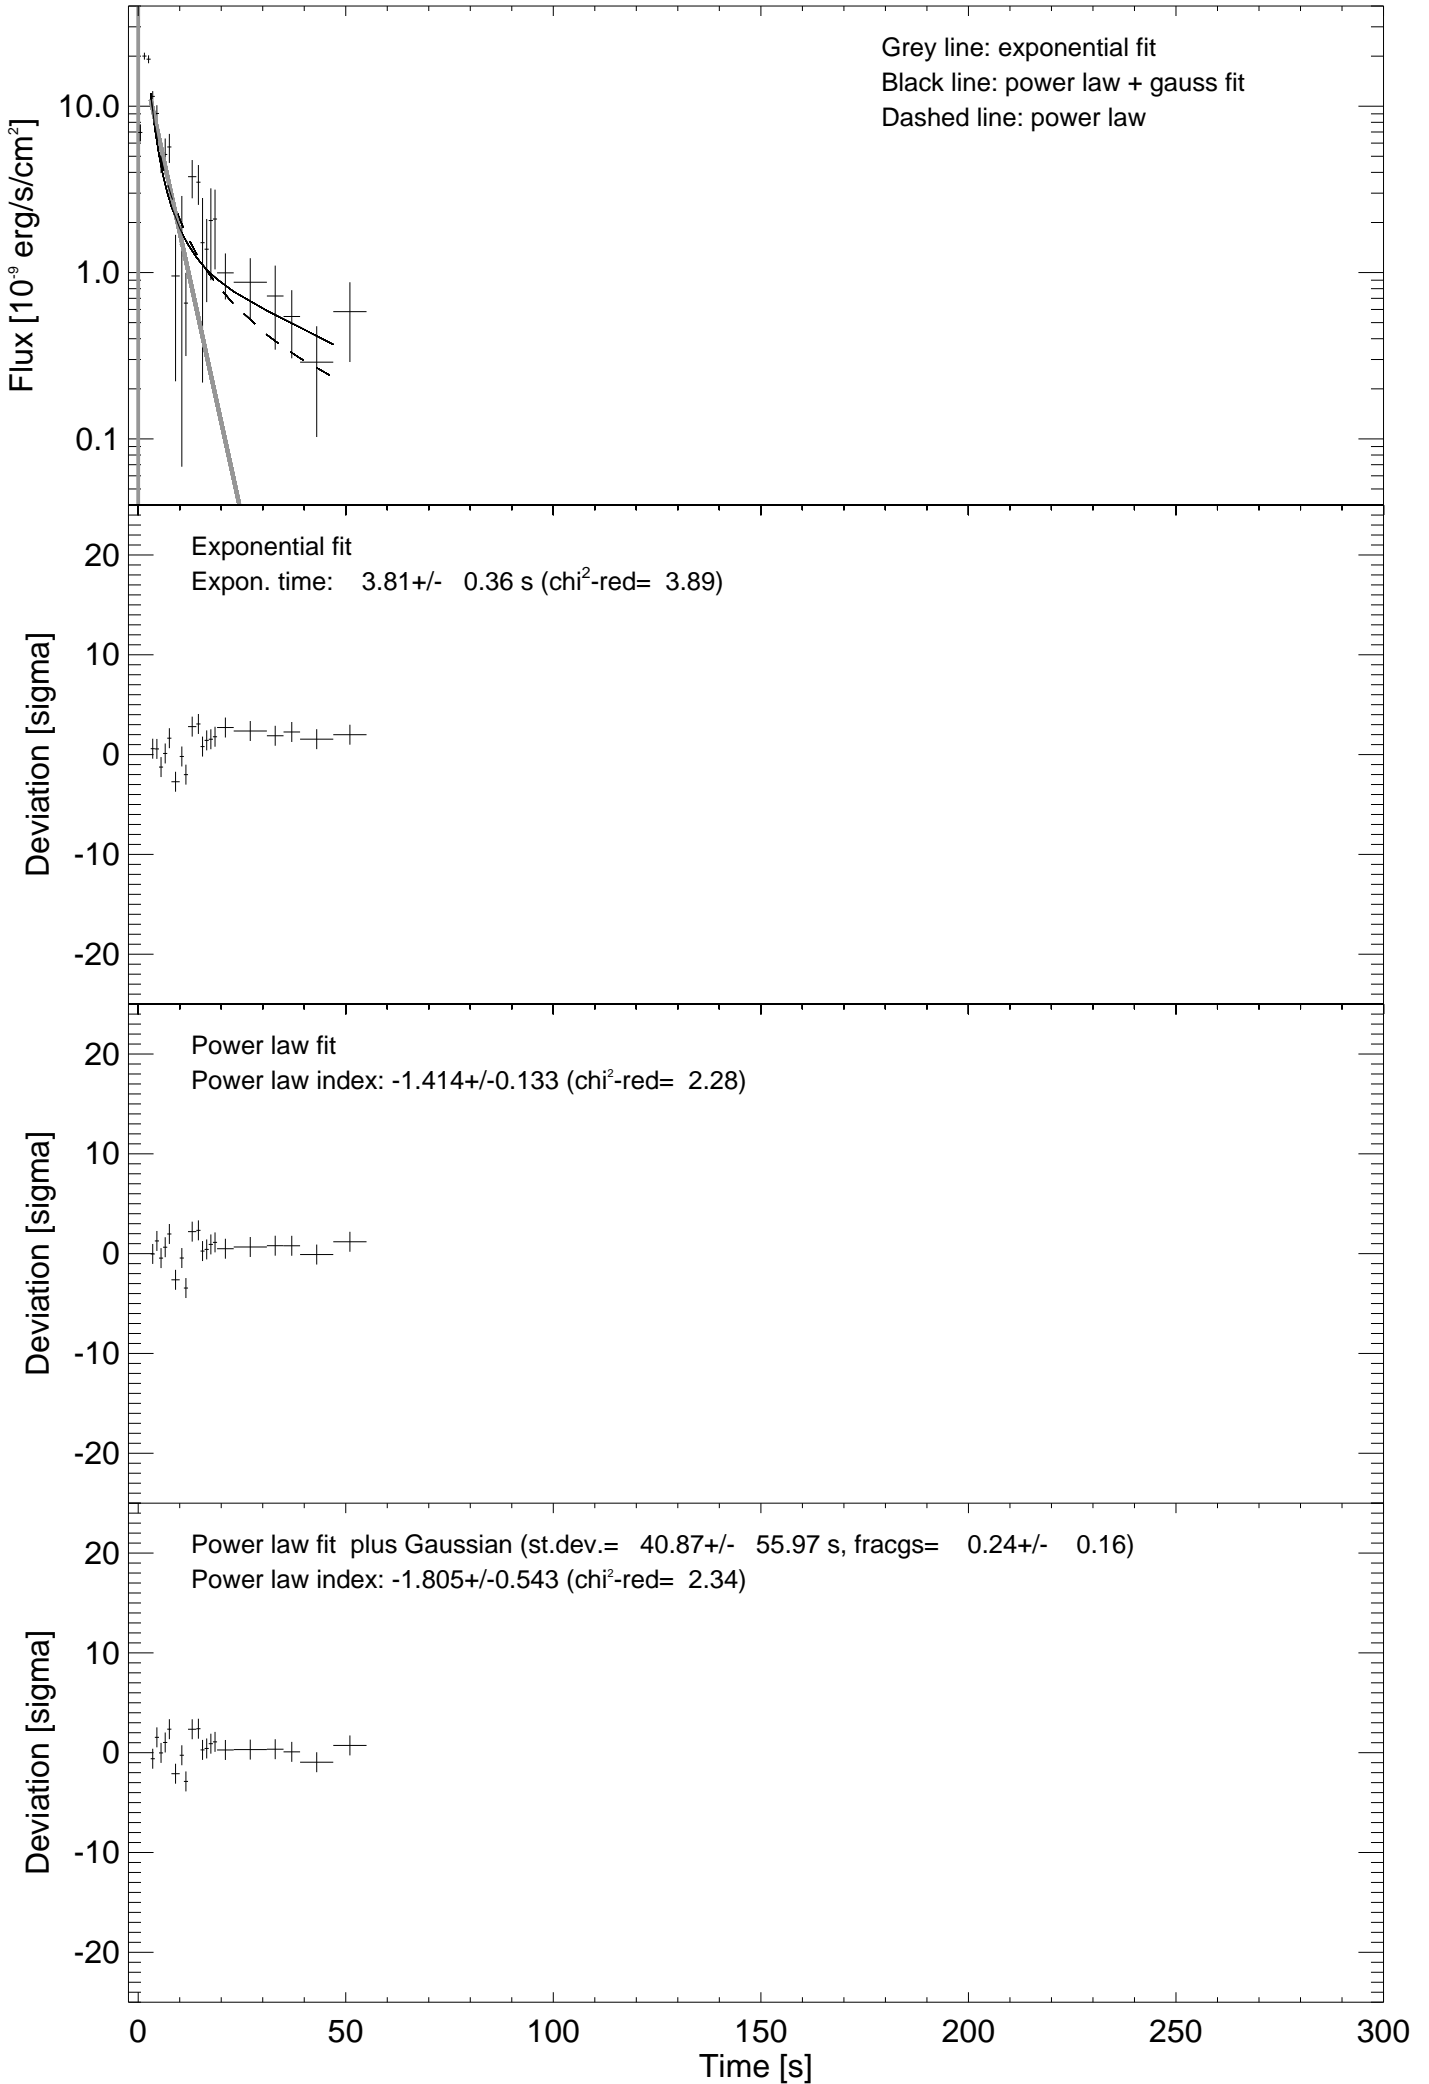 Grey line: exponential fit
Black line: power law + gauss fit
Dashed line: power law
Flux [10⁻⁹ erg/s/cm²]
10.0
1.0
0.1
Exponential fit
Expon. time: 3.81+/- 0.36 s (chi²-red= 3.89)
Deviation [sigma]
20
10
0
-10
-20
Power law fit
Power law index: -1.414+/-0.133 (chi²-red= 2.28)
Deviation [sigma]
20
10
0
-10
-20
Power law fit plus Gaussian (st.dev.= 40.87+/- 55.97 s, fracgs= 0.24+/- 0.16)
Power law index: -1.805+/-0.543 (chi²-red= 2.34)
Deviation [sigma]
20
10
0
-10
-20
0 50 100 150 200 250 300
Time [s]